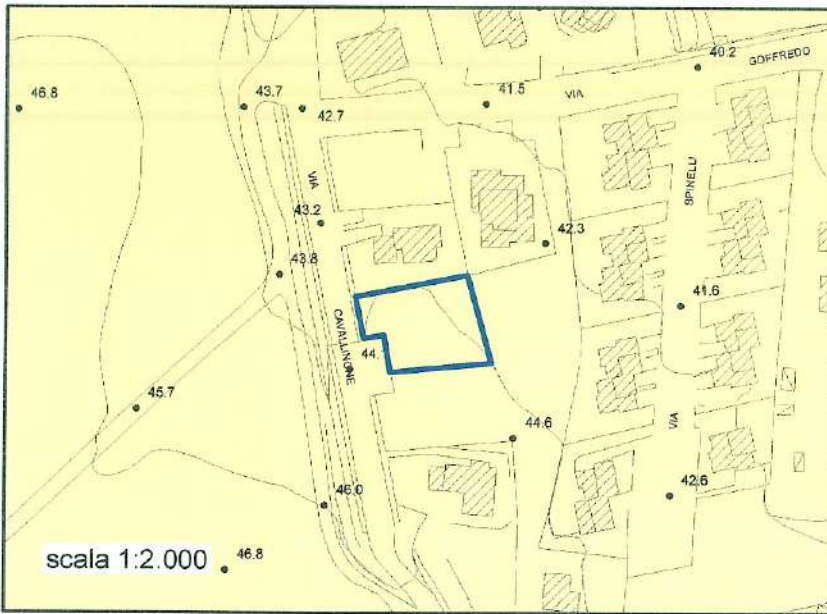 40.2
GOFFREDO
46.8
43.7
42.7
41.5
VIA
VIA
SPINELLI
43.2
42.3
43.8
41.6
CAVALLINONE
44.
45.7
44.6
VIA
42.6
46.0
scala 1:2.000
46.8